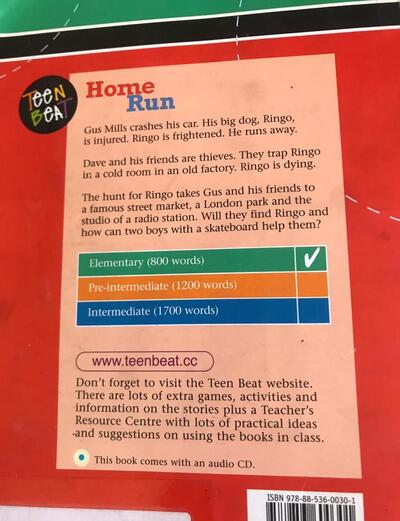 TEEN
BEAT
Home
Run
Gus Mills crashes his car. His big dog, Ringo,
is injured. Ringo is frightened. He runs away.
Dave and his friends are thieves. They trap Ringo
in a cold room in an old factory. Ringo is dying.
The hunt for Ringo takes Gus and his friends to
a famous street market, a London park and the
studio of a radio station. Will they find Ringo and
how can two boys with a skateboard help them?
Elementary (800 words) ✓
Pre-intermediate (1200 words)
Intermediate (1700 words)
www.teenbeat.cc
Don't forget to visit the Teen Beat website.
There are lots of extra games, activities and
information on the stories plus a Teacher's
Resource Centre with lots of practical ideas
and suggestions on using the books in class.
This book comes with an audio CD.
ISBN 978-88-536-0030-1